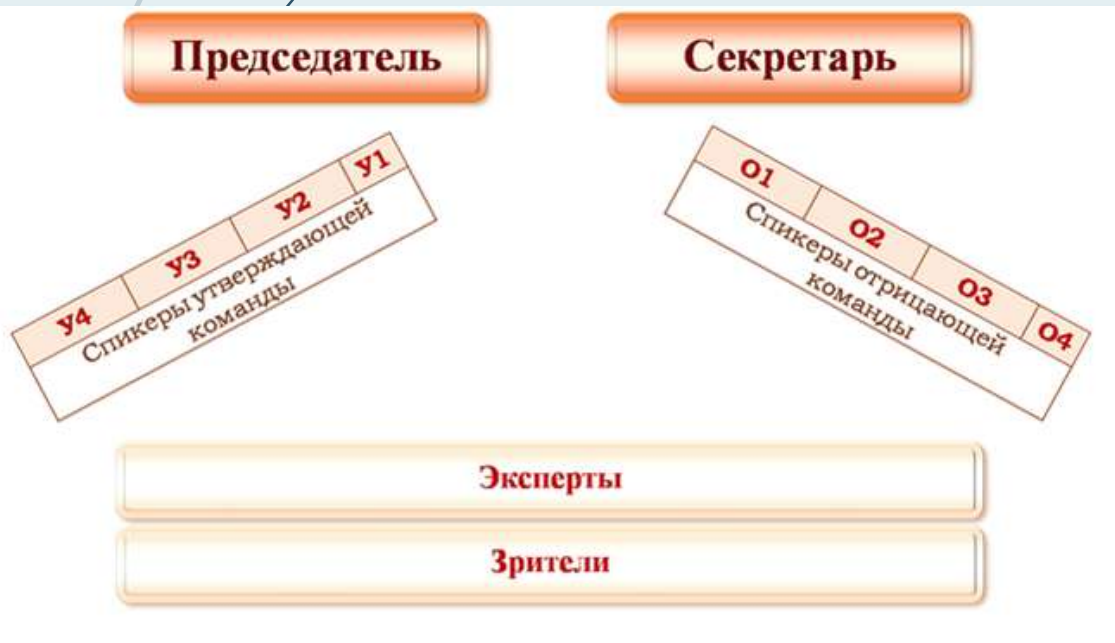 Председатель
Секретарь
У4 У3 У2 У1
Спикеры утверждающей
команды
О1 О2 О3 О4
Спикеры отрицающей
команды
Эксперты
Зрители